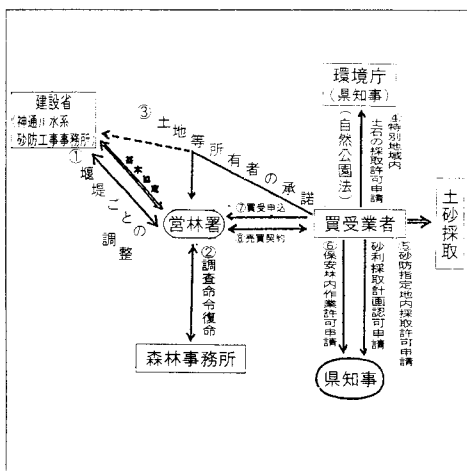 環境庁
(県知事)
建設省
神通川水系
砂防工事事務所
③土地等所有者の承諾
④特別地域内
土石の採取許可申請
(自然公園法)
基本協定
①堰堤ごとの調整
営林署
⑦買受申込
⑧売買契約
買受業者
土砂採取
②調査命令復命
⑥保安林内作業許可申請
砂利採取計画認可申請
⑤砂防指定地内採取許可申請
森林事務所
県知事